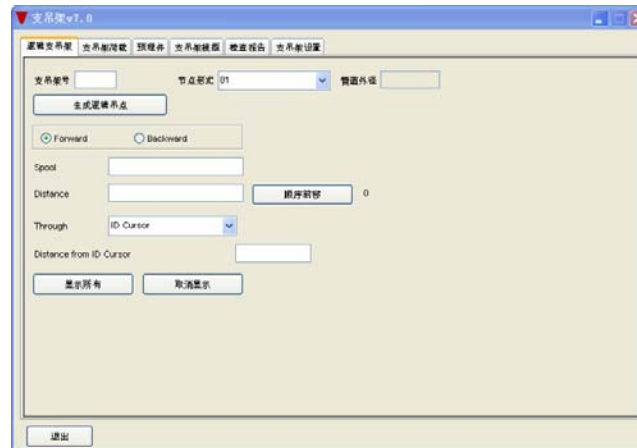 支吊架v7.0
逻辑支吊架 支吊架荷载 预埋件 支吊架模型 检查报告 支吊架设置
支吊架号 节点形式 01 管道外径
生成逻辑吊点
Forward Backward
Spool
Distance 顺序前移 0
Through ID Cursor
Distance from ID Cursor
显示所有 取消显示
退出